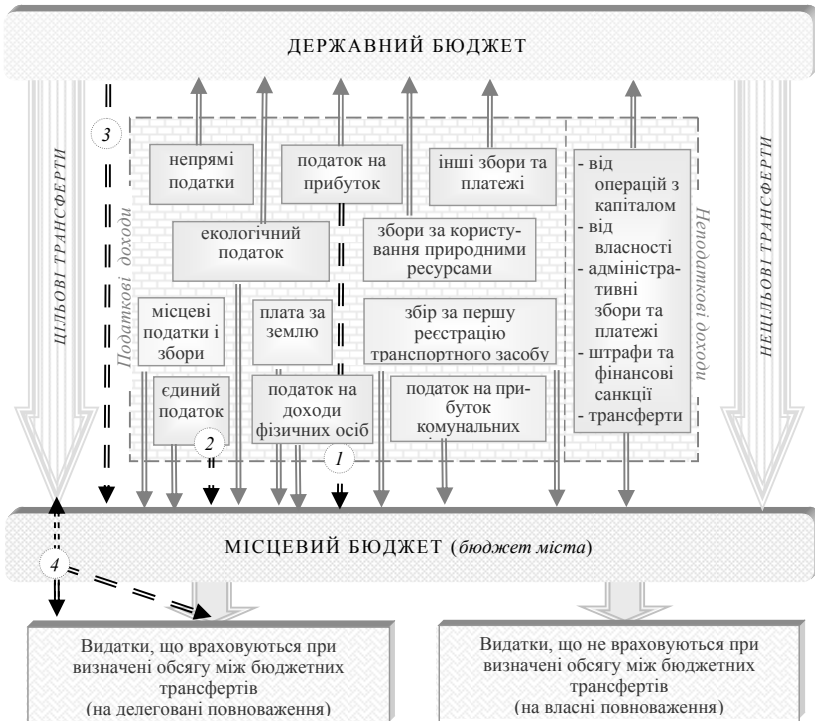 ДЕРЖАВНИЙ БЮДЖЕТ
ЦІЛЬОВІ ТРАНСФЕРТИ
3
Податкові доходи
непрямі
податки
податок на
прибуток
інші збори та
платежі
екологічний
податок
збори за користу-
вання природними
ресурсами
місцеві
податки і
збори
плата за
землю
збір за першу
реєстрацію
транспортного засобу
єдиний
податок
податок на
доходи
фізичних осіб
податок на при-
буток
комунальних
2
1
- від
операцій з
капіталом
- від
власності
- адміністра-
тивні
збори та
платежі
- штрафи та
фінансові
санкції
- трансферти
Неподаткові доходи
НЕЦІЛЬОВІ ТРАНСФЕРТИ
МІСЦЕВИЙ БЮДЖЕТ (бюджет міста)
4
Видатки, що враховуються при
визначені обсягу між бюджетних
трансфертів
(на делеговані повноваження)
Видатки, що не враховуються при
визначені обсягу між бюджетних
трансфертів
(на власні повноваження)